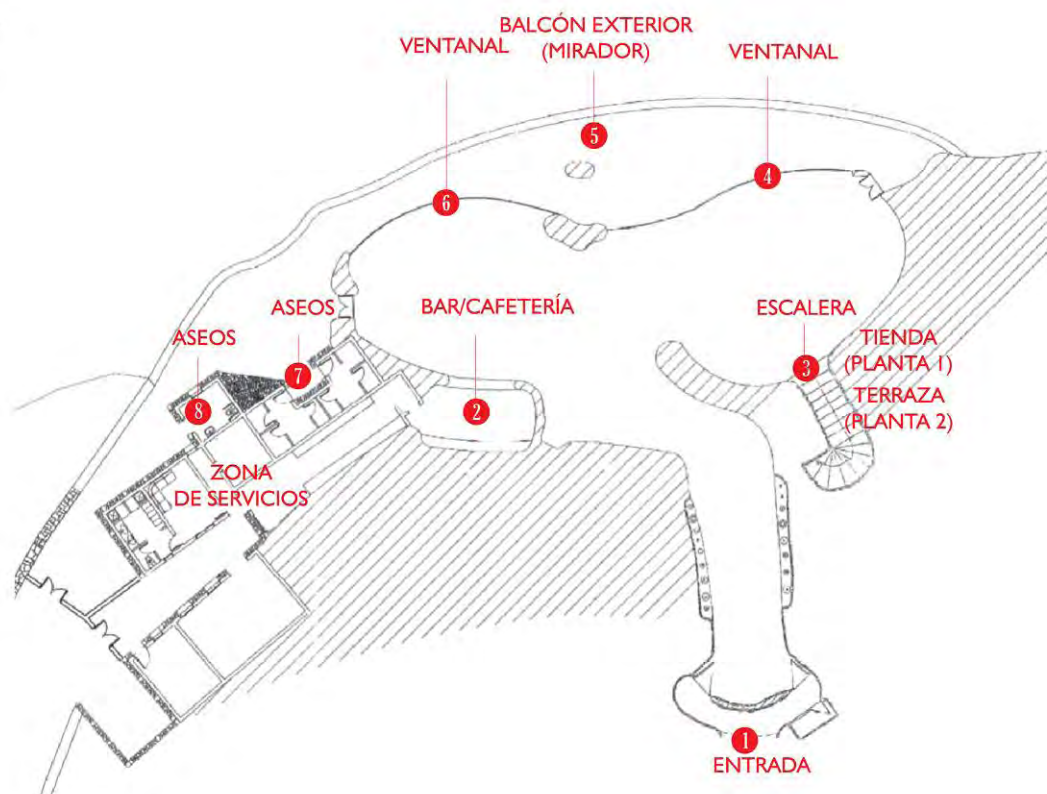 BALCÓN EXTERIOR
(MIRADOR)
VENTANAL
VENTANAL
5
4
6
ASEOS
BAR/CAFETERÍA
ESCALERA
ASEOS
TIENDA
(PLANTA 1)
3
7
TERRAZA
(PLANTA 2)
8
2
ZONA
DE SERVICIOS
1
ENTRADA